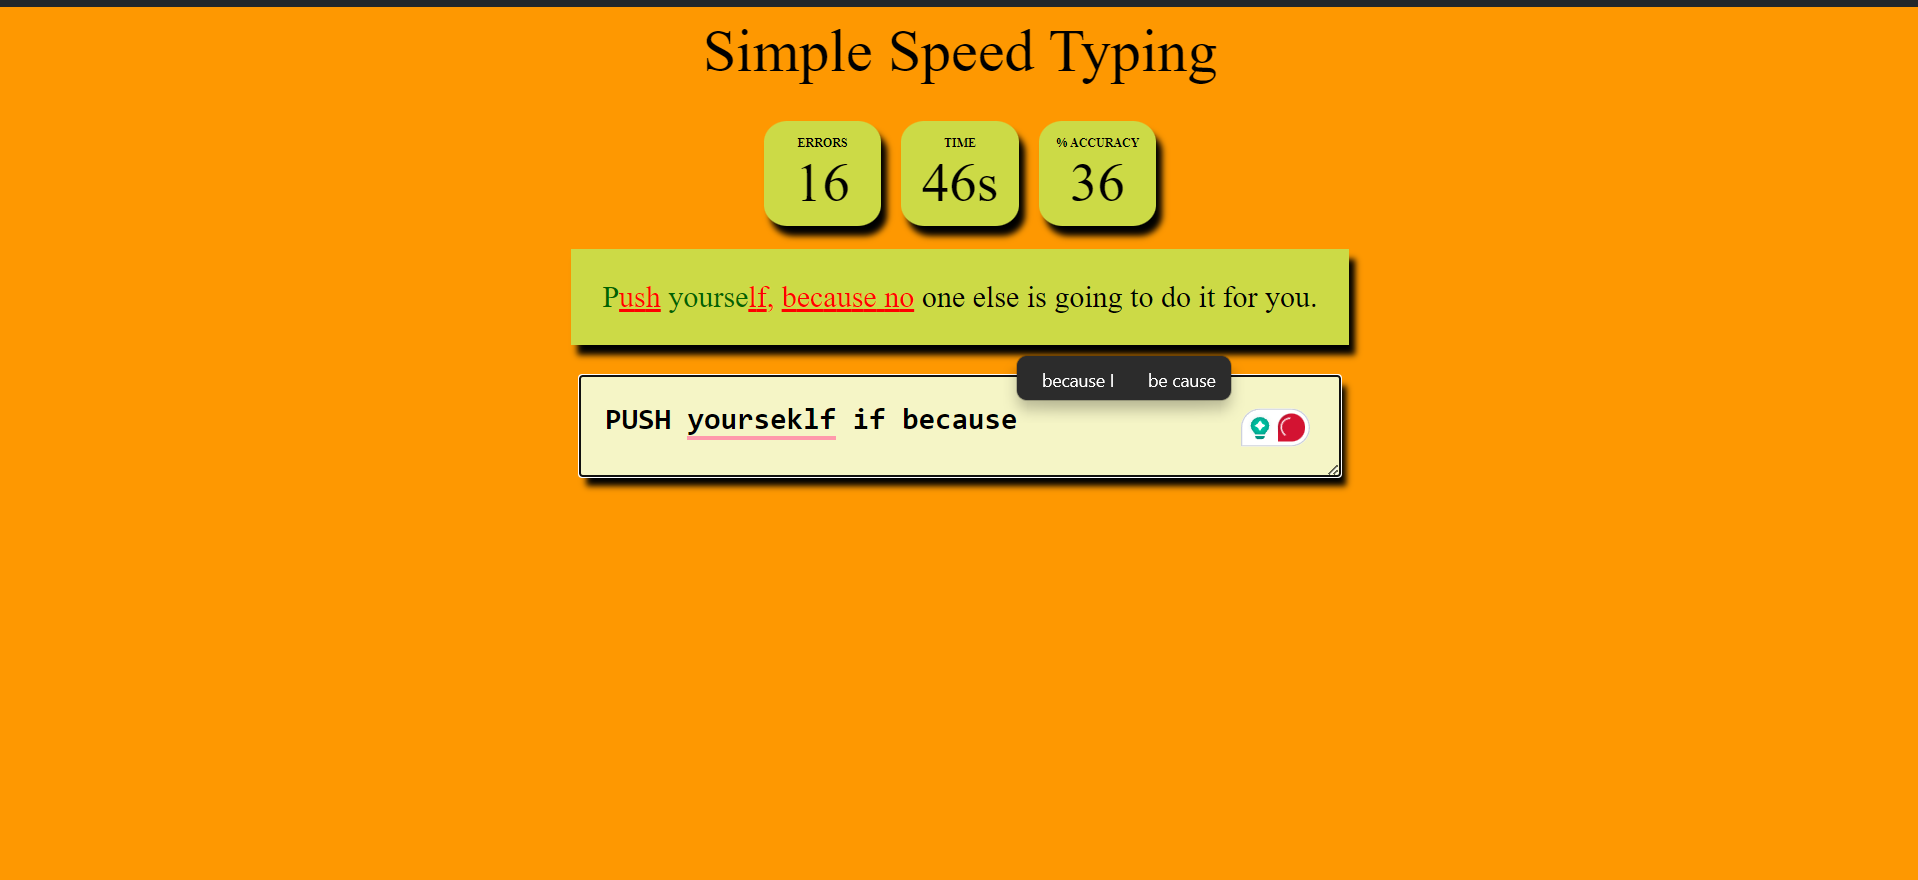 Simple Speed Typing
ERRORS
16
TIME
46s
% ACCURACY
36
Push yourself, because no one else is going to do it for you.
because I be cause
PUSH yourseklf if because